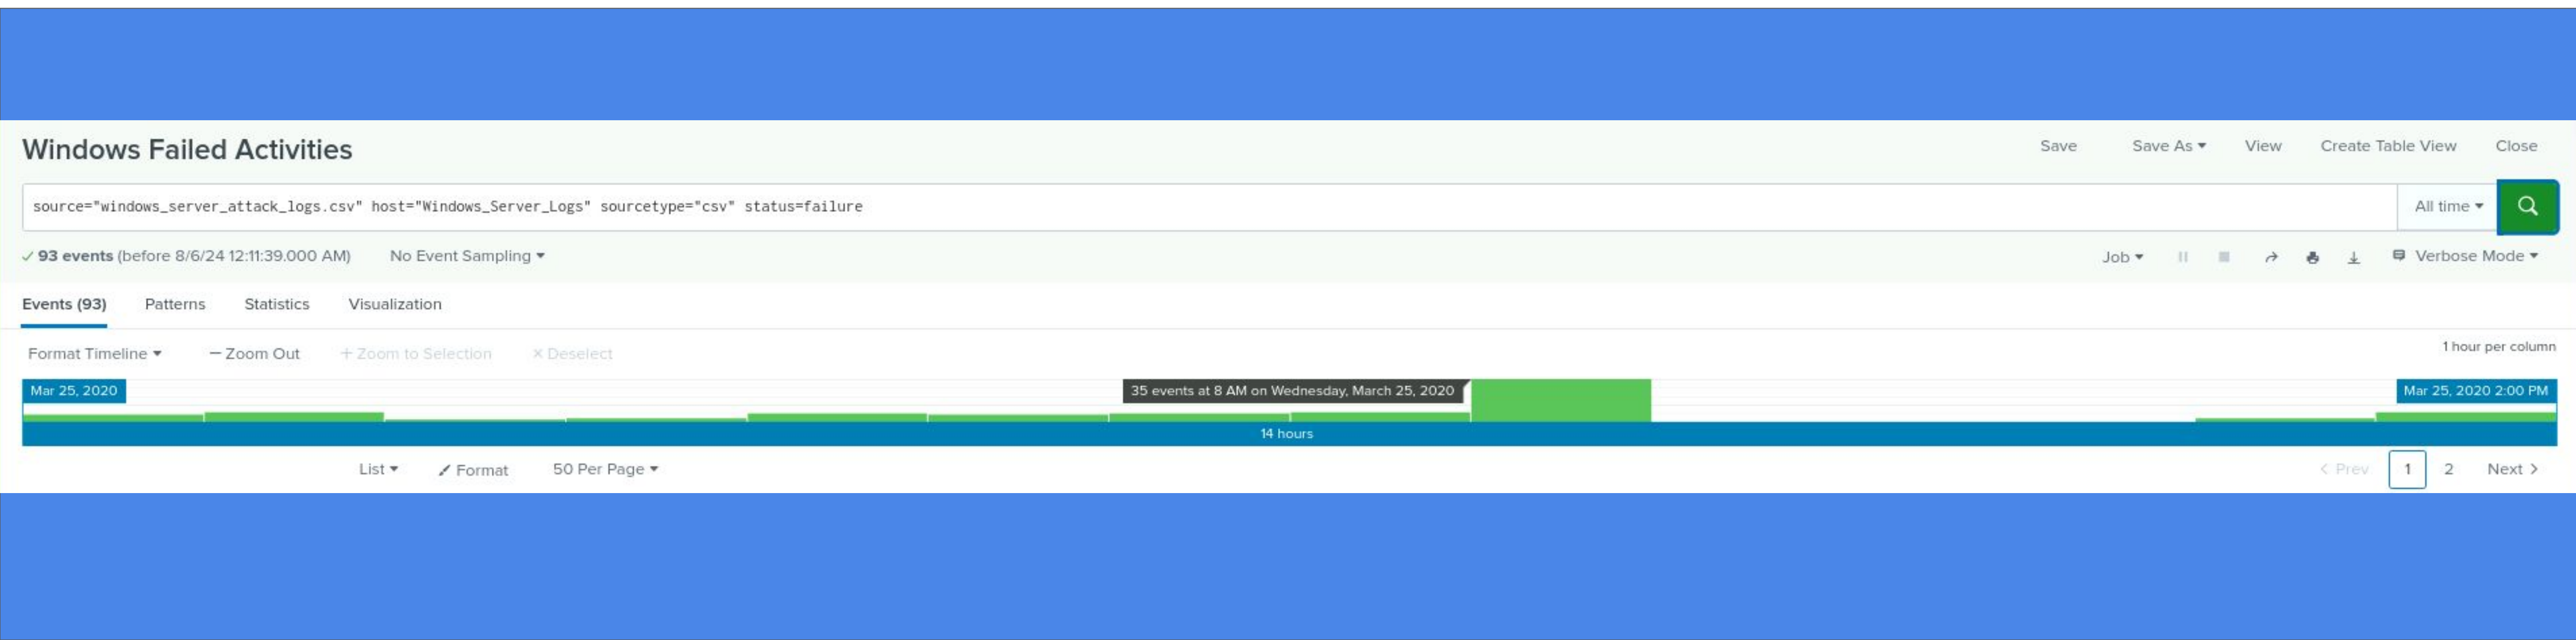 Windows Failed Activities
Save Save As View Create Table View Close
source="windows_server_attack_logs.csv" host="Windows_Server_Logs" sourcetype="csv" status=failure
All time
93 events (before 8/6/24 12:11:39.000 AM) No Event Sampling
Job Verbose Mode
Events (93) Patterns Statistics Visualization
Format Timeline — Zoom Out + Zoom to Selection × Deselect
1 hour per column
Mar 25, 2020
35 events at 8 AM on Wednesday, March 25, 2020
Mar 25, 2020 2:00 PM
14 hours
List Format 50 Per Page
< Prev 1 2 Next >